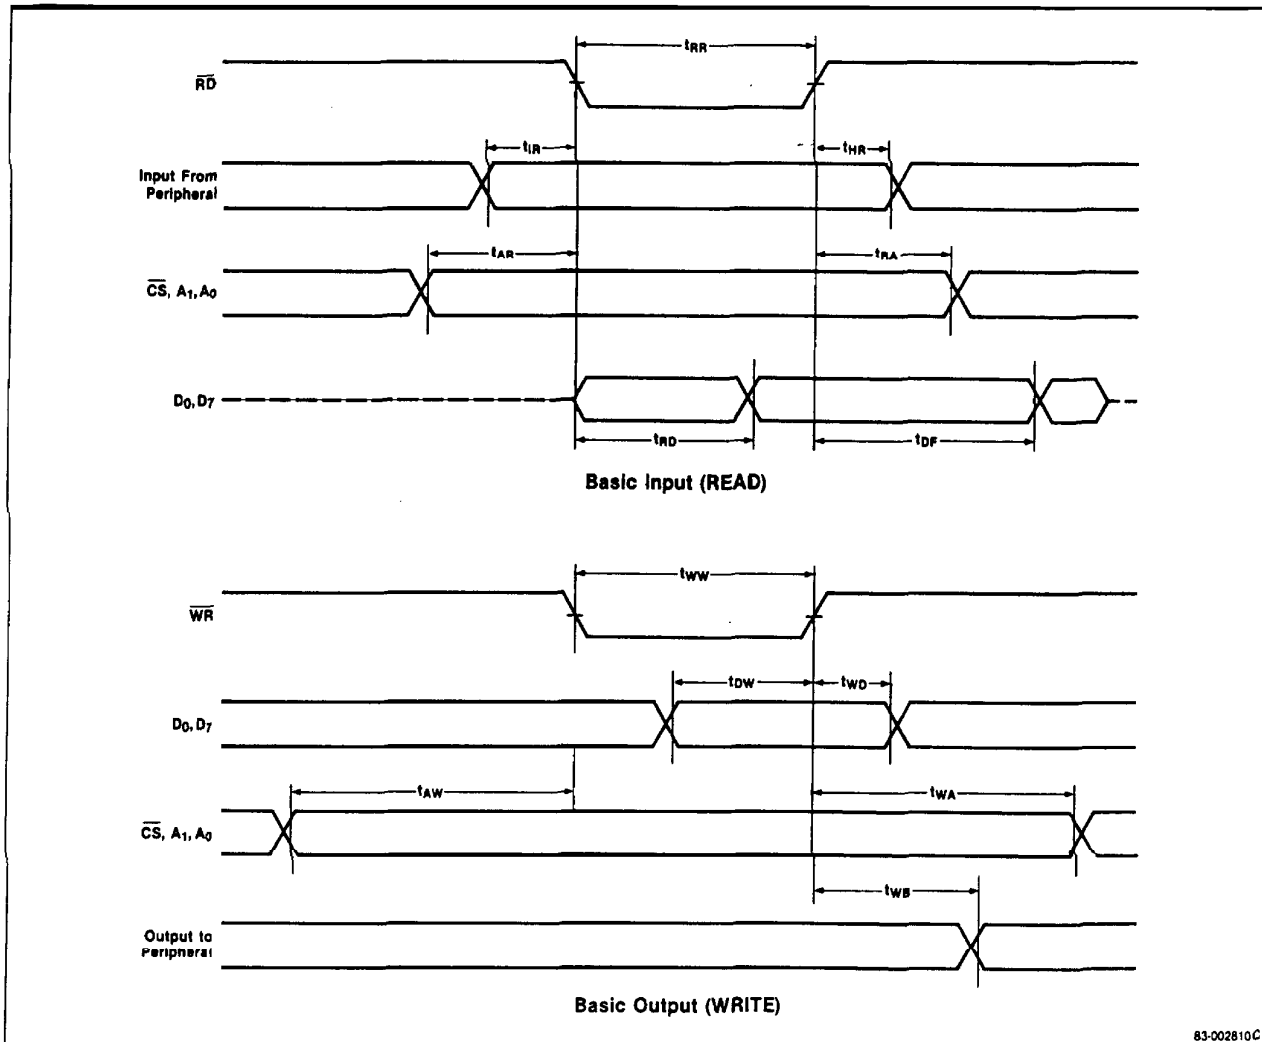 tRR
RD
tIR
tHR
Input From
Peripheral
tAR
tRA
CS, A1, A0
D0, D7
tRD
tDF
Basic Input (READ)
tWW
WR
tDW
tWD
D0, D7
tAW
tWA
CS, A1, A0
tWB
Output to
Peripheral
Basic Output (WRITE)
83-002810C